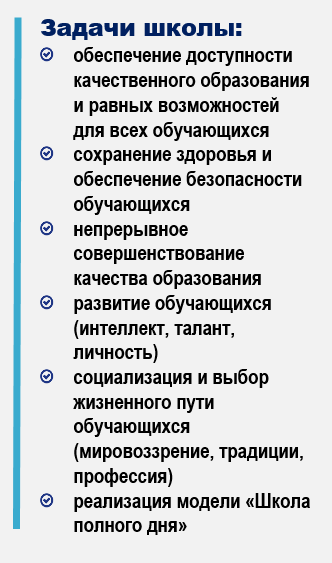 Задачи школы:
обеспечение доступности
качественного образования
и равных возможностей
для всех обучающихся
сохранение здоровья и
обеспечение безопасности
обучающихся
непрерывное
совершенствование
качества образования
развитие обучающихся
(интеллект, талант,
личность)
социализация и выбор
жизненного пути
обучающихся
(мировоззрение, традиции,
профессия)
реализация модели «Школа
полного дня»